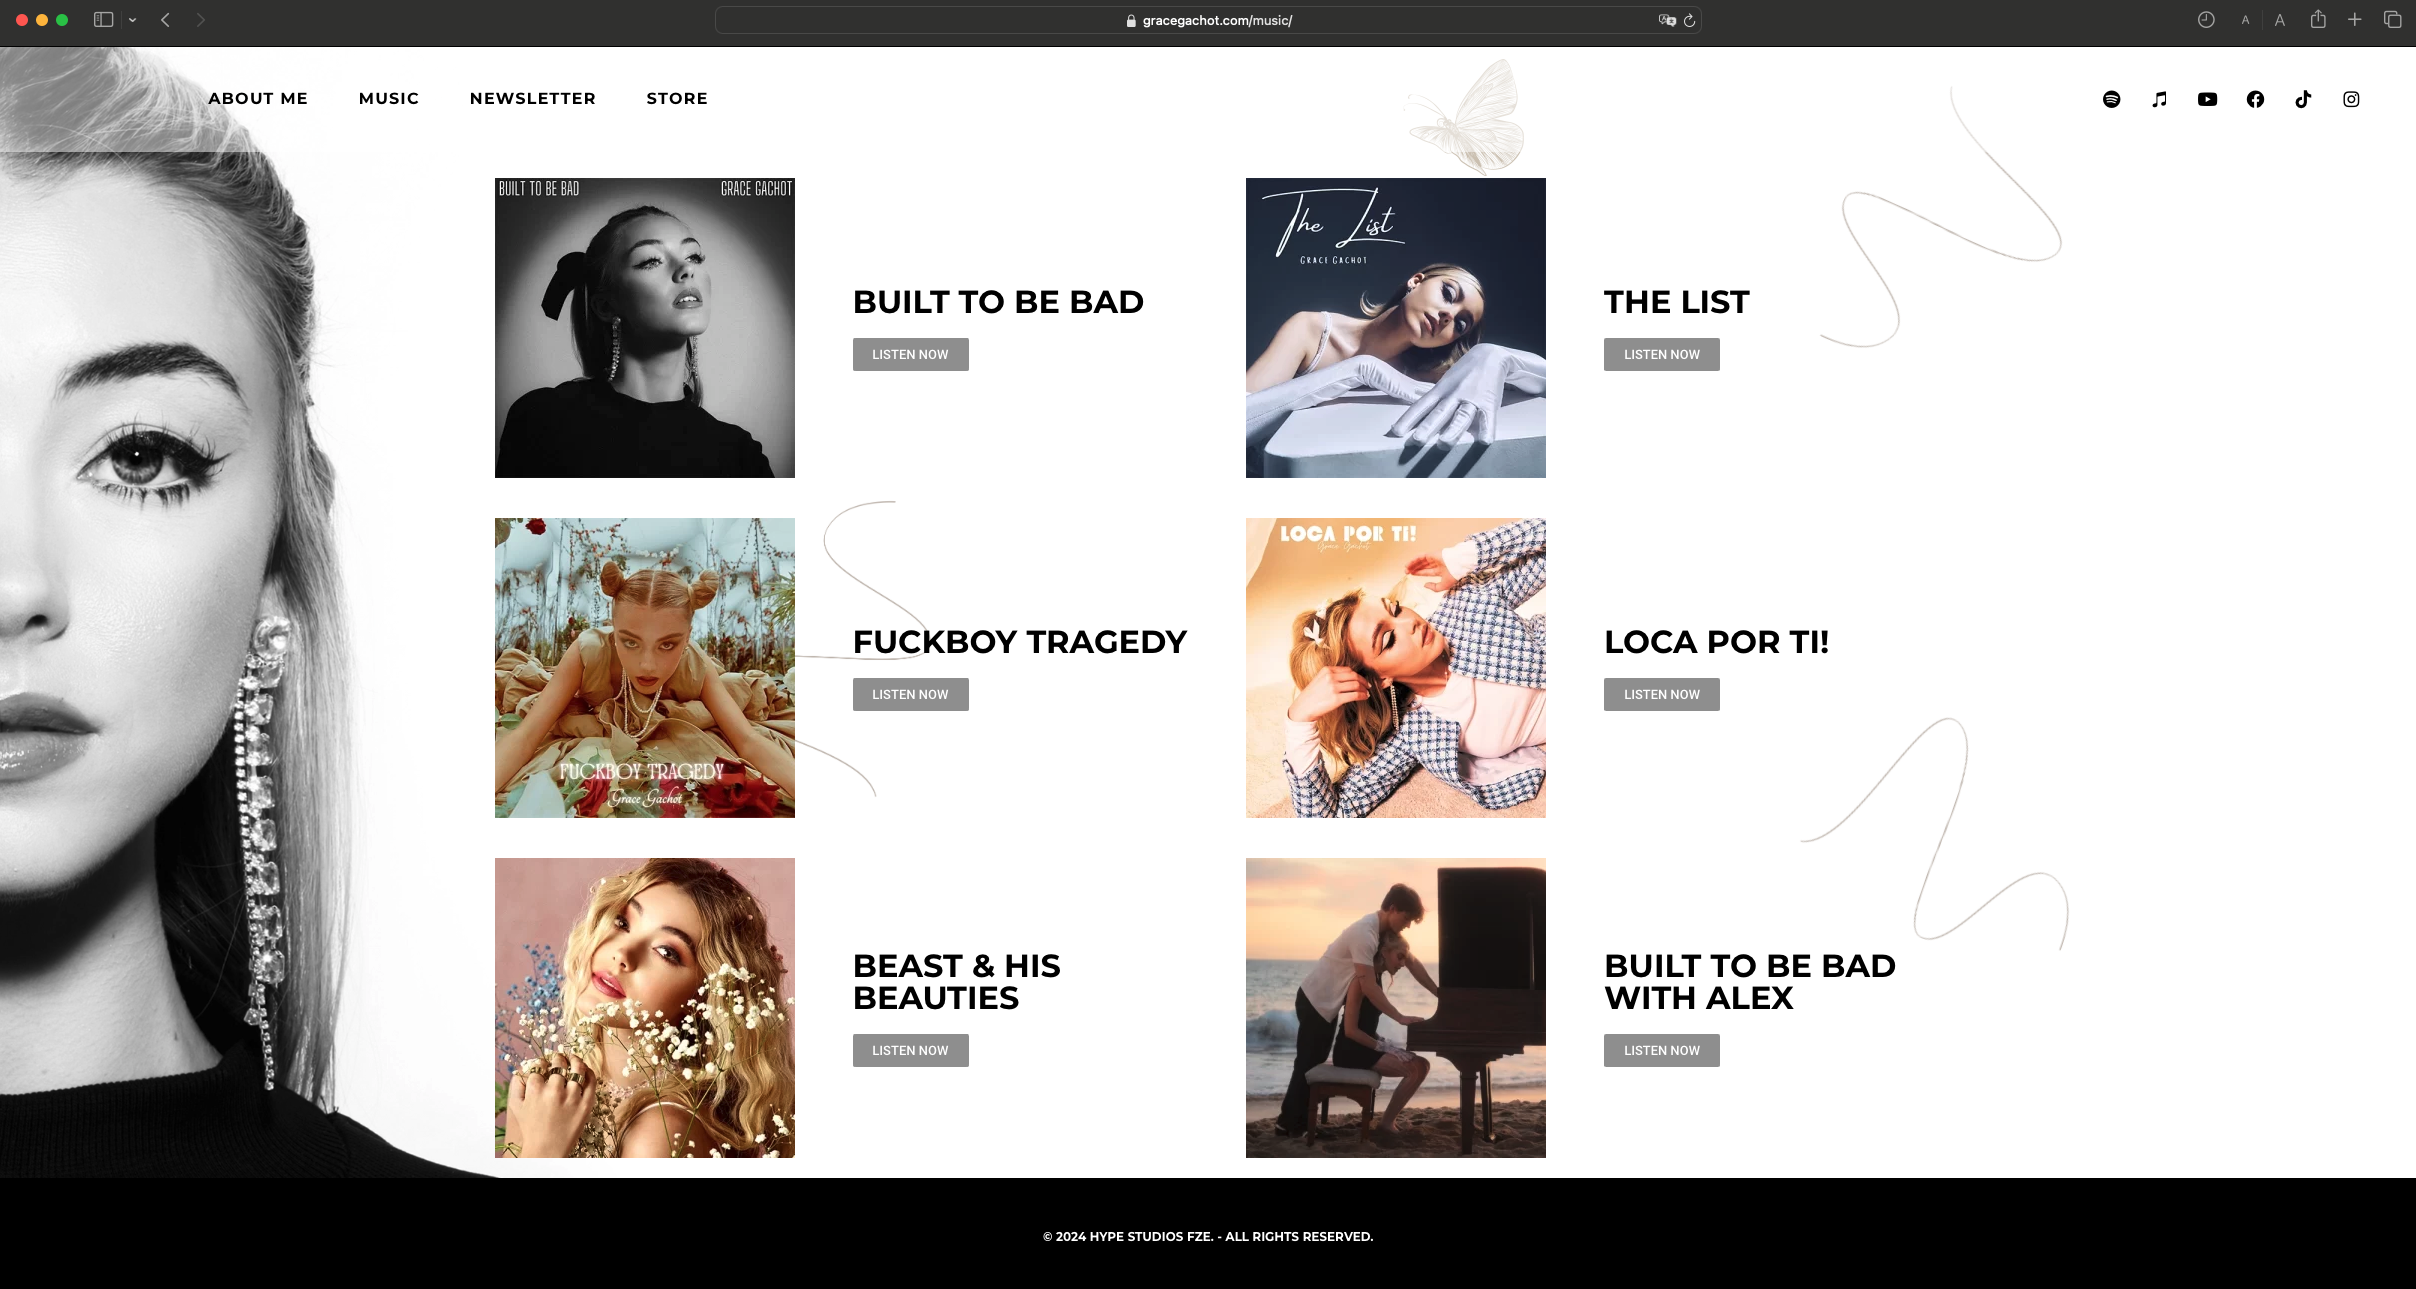 gracegachot.com/music/
A A
ABOUT ME MUSIC NEWSLETTER STORE
BUILT TO BE BAD GRACE GACHOT
BUILT TO BE BAD
LISTEN NOW
The List
GRACE GACHOT
THE LIST
LISTEN NOW
FUCKBOY TRAGEDY
Grace Gachot
FUCKBOY TRAGEDY
LISTEN NOW
LOCA POR TI!
Grace Gachot
LOCA POR TI!
LISTEN NOW
BEAST & HIS
BEAUTIES
LISTEN NOW
BUILT TO BE BAD
WITH ALEX
LISTEN NOW
© 2024 HYPE STUDIOS FZE. - ALL RIGHTS RESERVED.